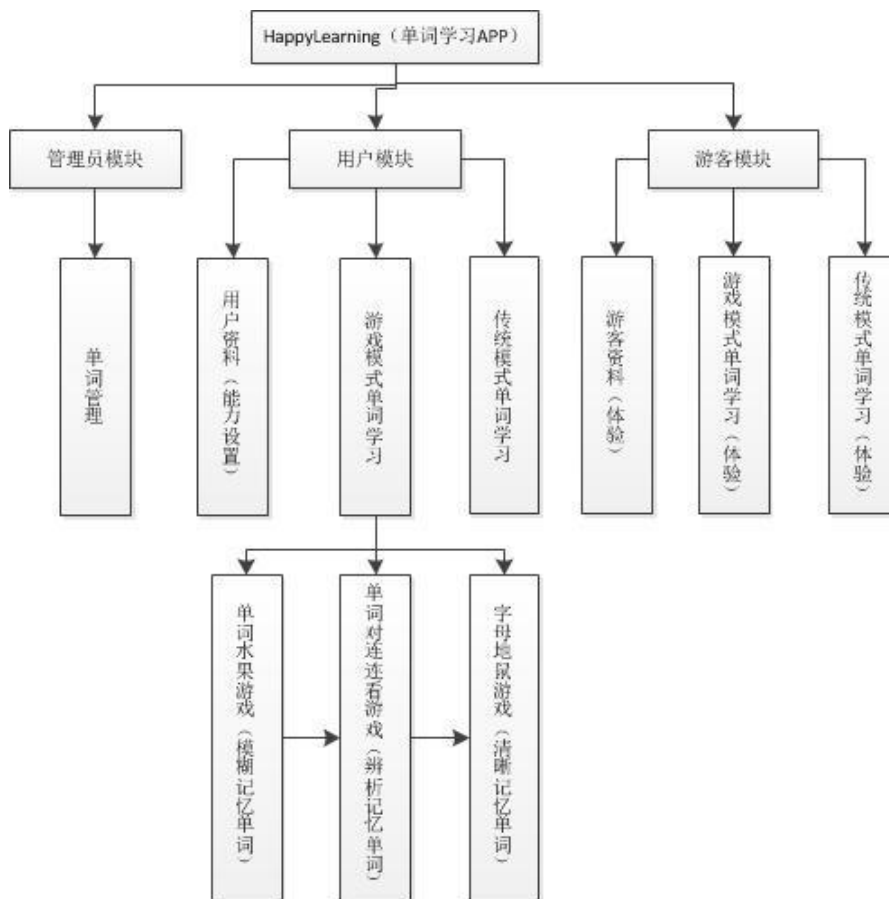 HappyLearning（单词学习APP）
管理员模块
用户模块
游客模块
单词管理
用户资料（能力设置）
游戏模式单词学习
传统模式单词学习
游客资料（体验）
游戏模式单词学习（体验）
传统模式单词学习（体验）
单词水果游戏（模糊记忆单词）
单词对连连看游戏（辨析记忆单词）
字母地鼠游戏（清晰记忆单词）